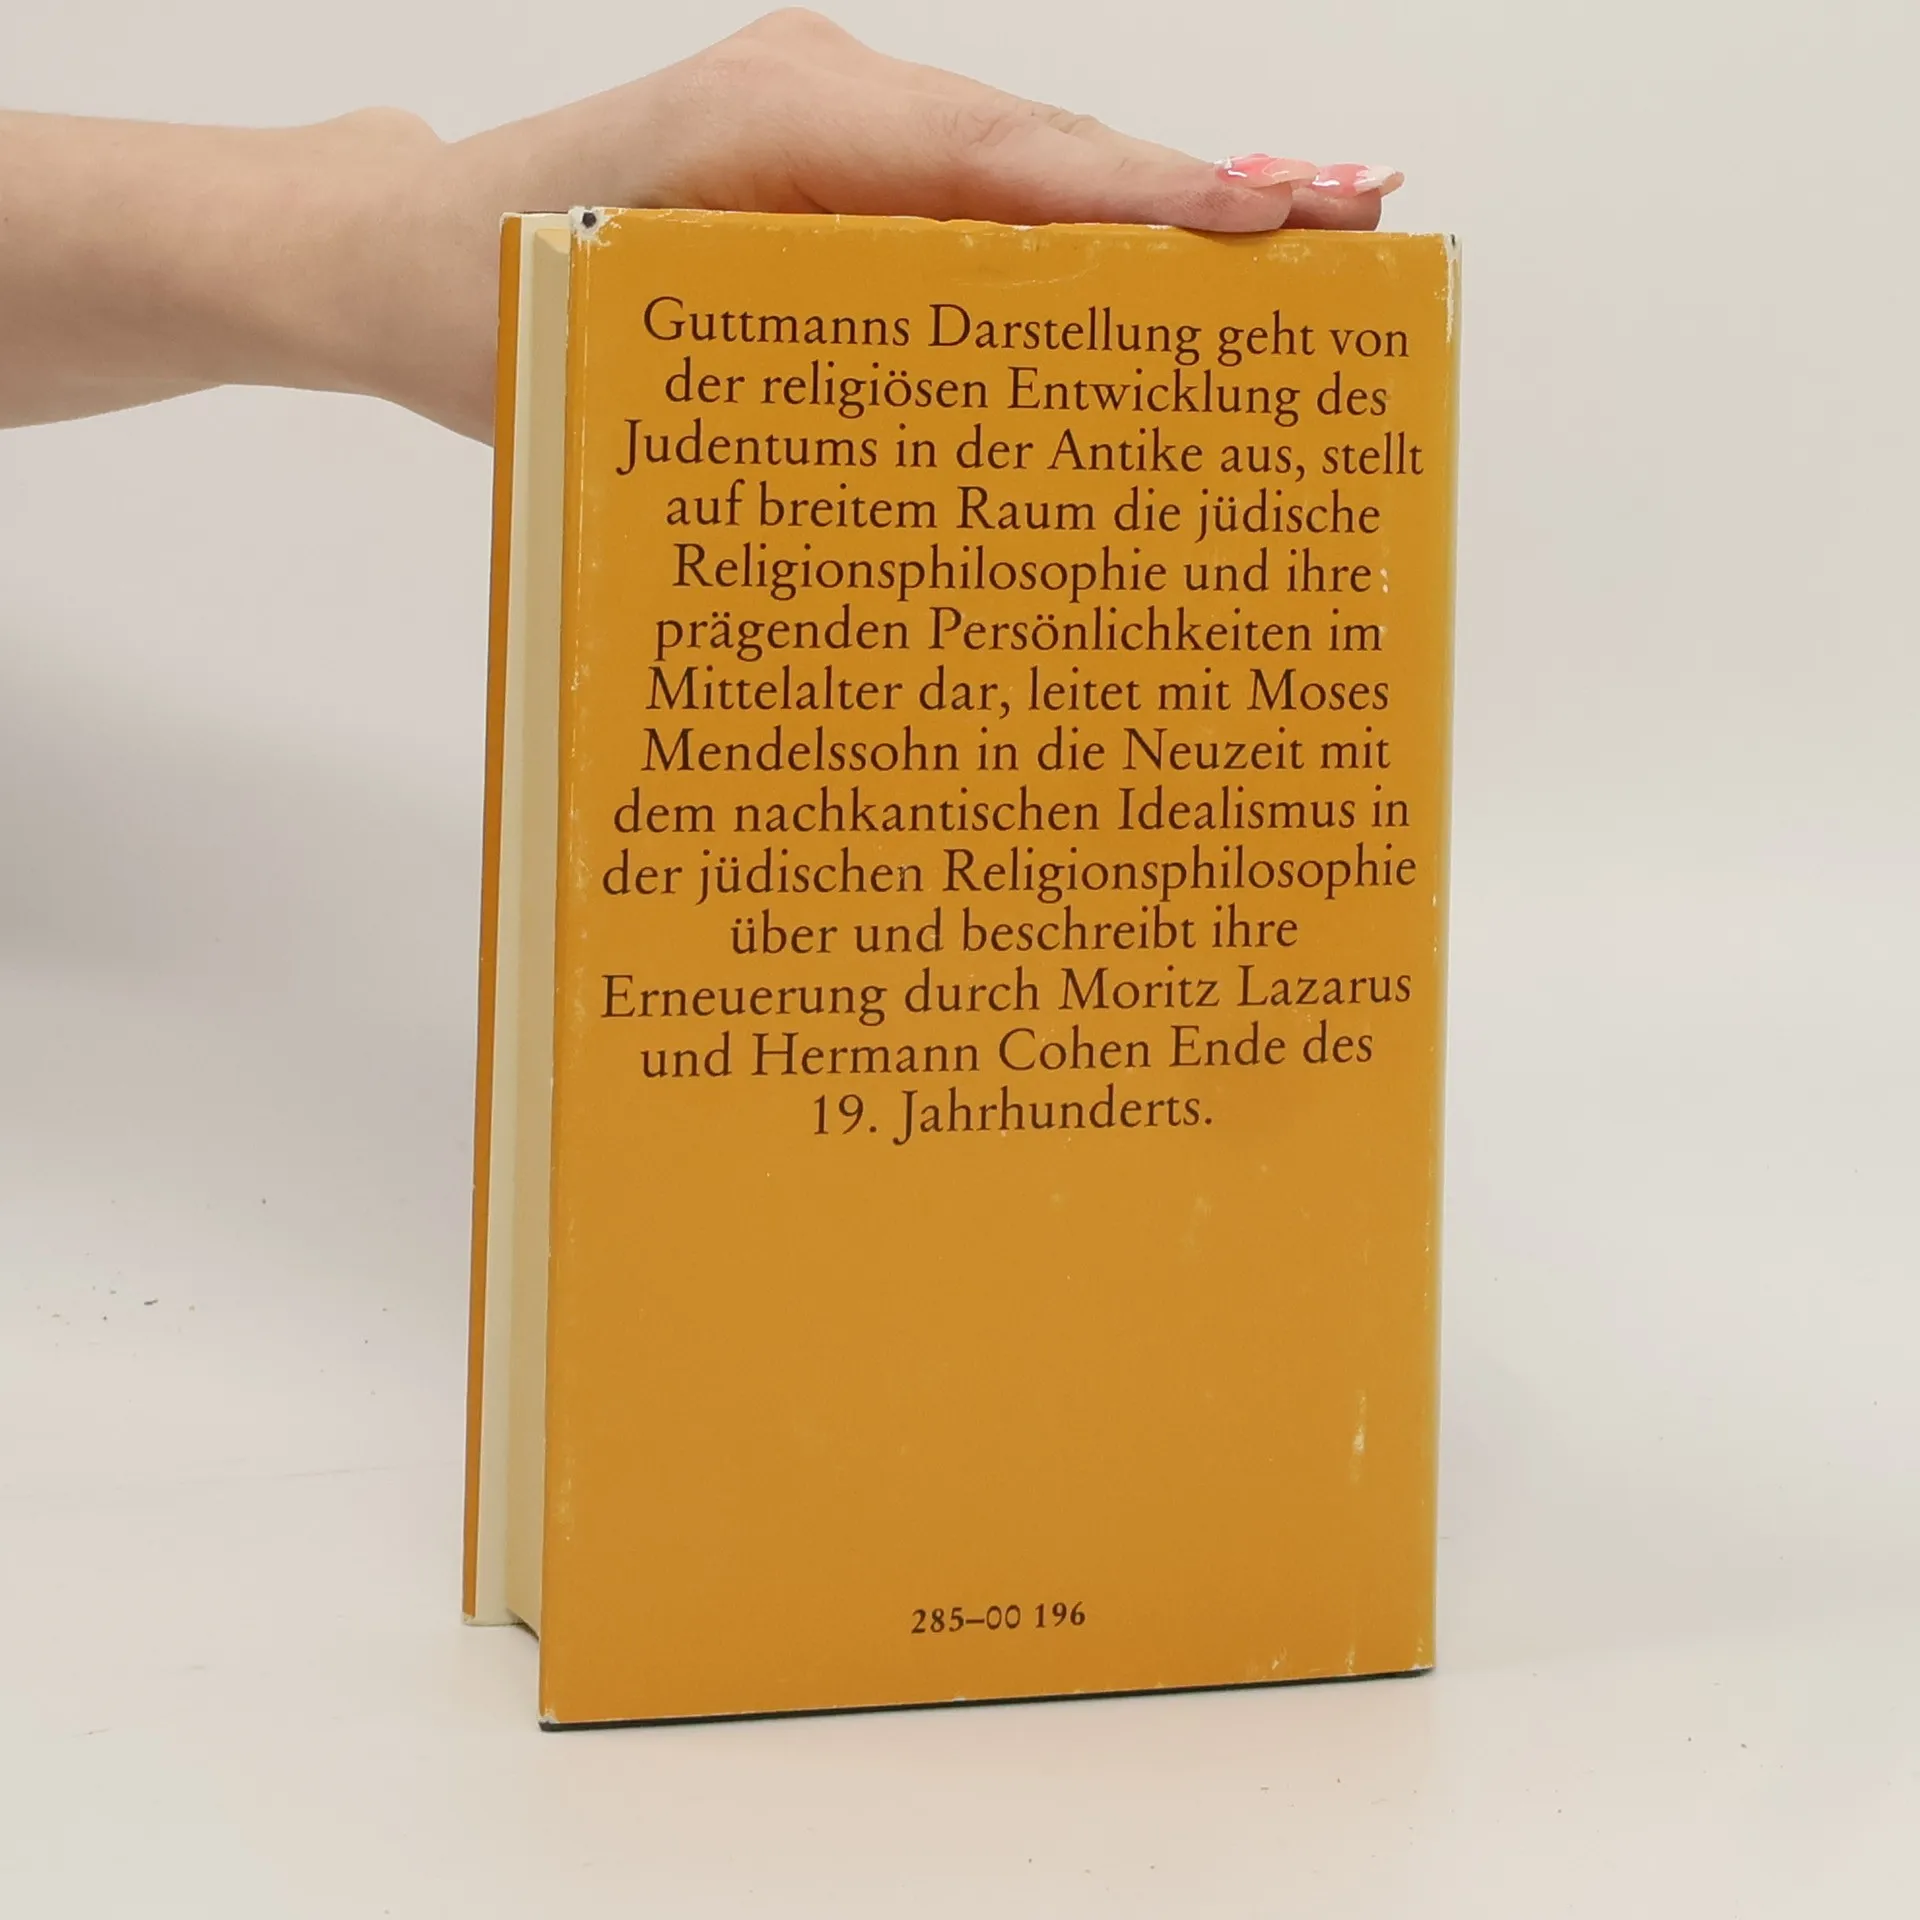 Guttmanns Darstellung geht von
der religiösen Entwicklung des
Judentums in der Antike aus, stellt
auf breitem Raum die jüdische
Religionsphilosophie und ihre
prägenden Persönlichkeiten im
Mittelalter dar, leitet mit Moses
Mendelssohn in die Neuzeit mit
dem nachkantischen Idealismus in
der jüdischen Religionsphilosophie
über und beschreibt ihre
Erneuerung durch Moritz Lazarus
und Hermann Cohen Ende des
19. Jahrhunderts.
285–00 196